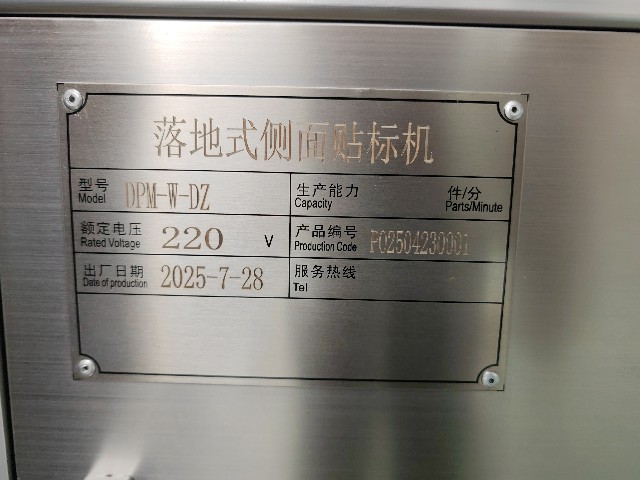 落地式侧面贴标机
型号 Model DPM-W-DZ
生产能力 Capacity 件/分 Parts/Minute
额定电压 Rated Voltage 220 V
产品编号 Production Code PO2504230001
出厂日期 Date of production 2025-7-28
服务热线 Tel